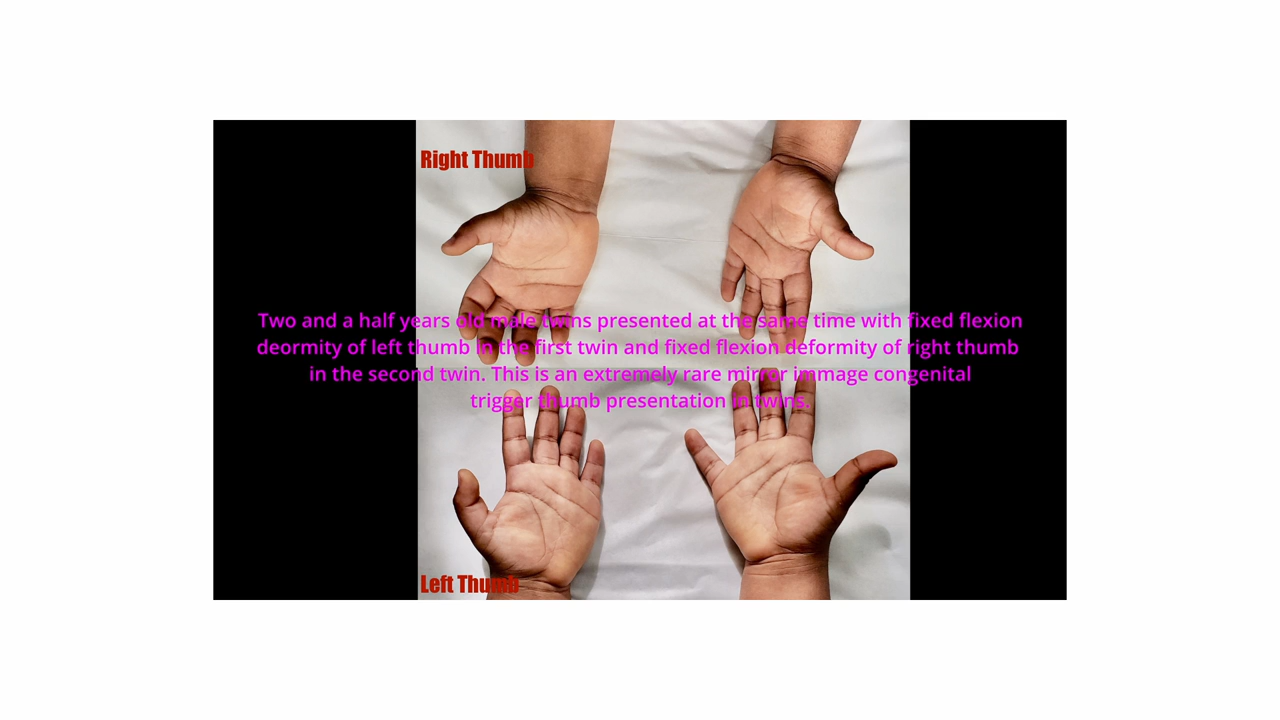 Right Thumb
Two and a half years old male twins presented at the same time with fixed flexion
deormity of left thumb in the first twin and fixed flexion deformity of right thumb
in the second twin. This is an extremely rare mirror immage congenital
trigger thumb presentation in twins.
Left Thumb